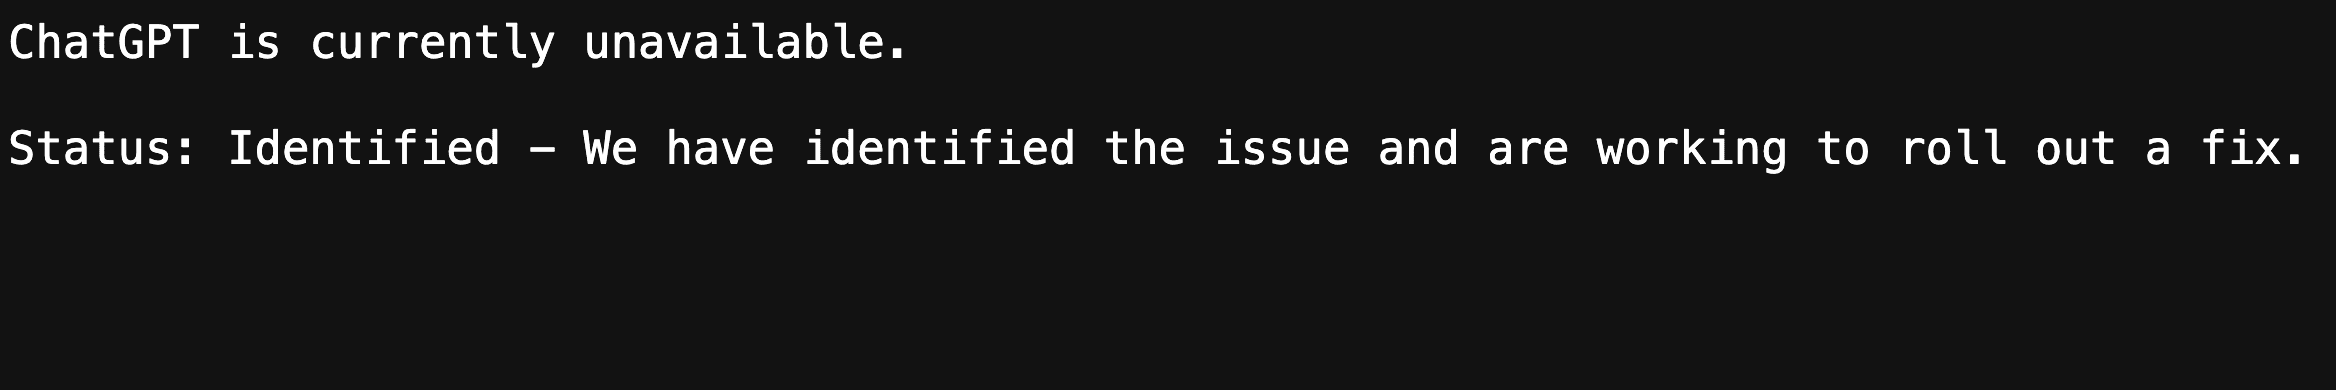 ChatGPT is currently unavailable.
Status: Identified – We have identified the issue and are working to roll out a fix.